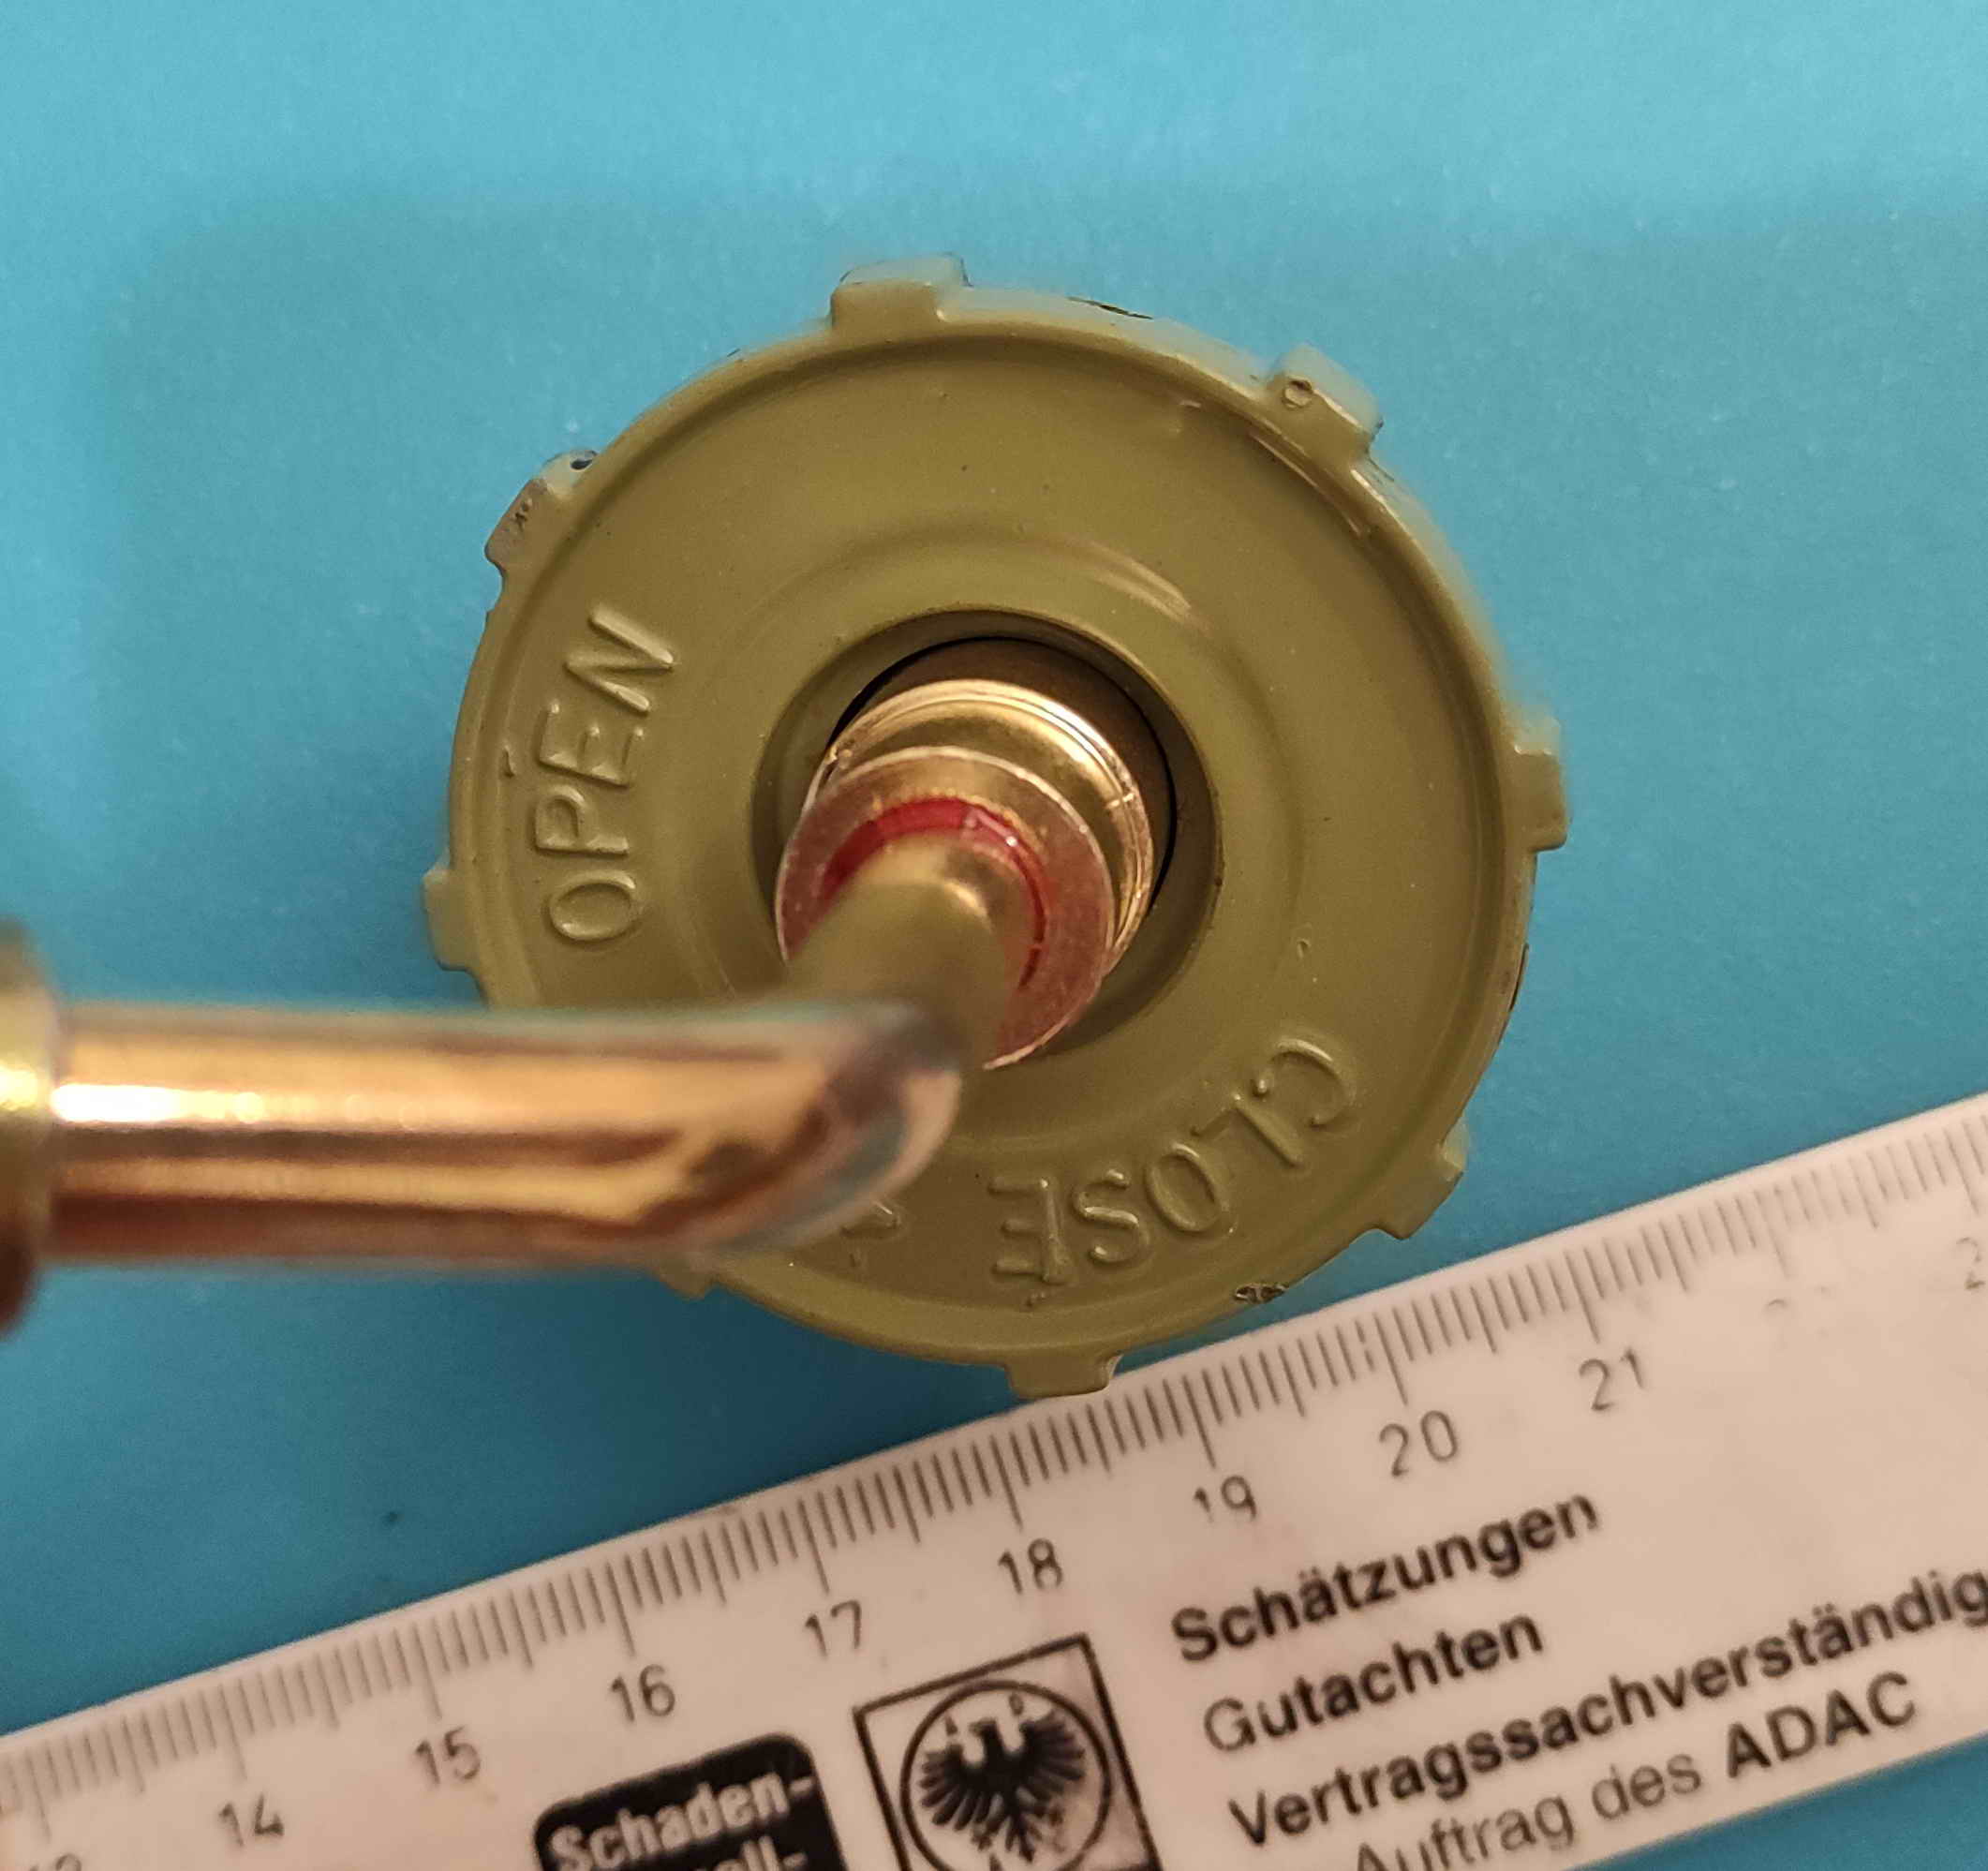 OPEN
CLOSE
14 15 16 17 18 19 20 21
Schätzungen
Gutachten
Vertragssachverständig
Auftrag des ADAC
Schaden-